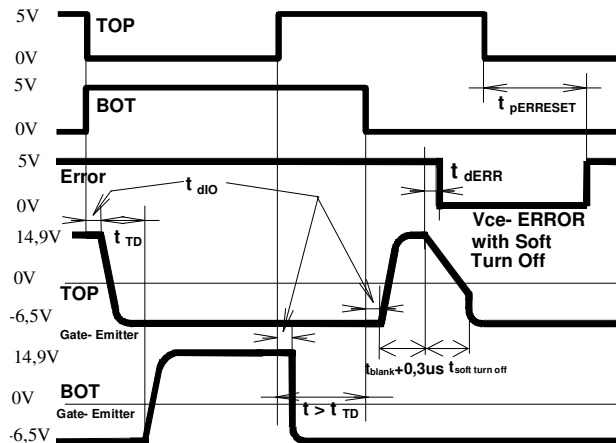 5V
TOP
0V
5V
BOT
0V
t pERRESET
5V
Error
t dIO
t dERR
0V
Vce- ERROR
with Soft
Turn Off
14,9V
t TD
0V
TOP
-6,5V
Gate- Emitter
14,9V
tblank+0,3us
tsoft turn off
BOT
0V
Gate- Emitter
t > t TD
-6,5V